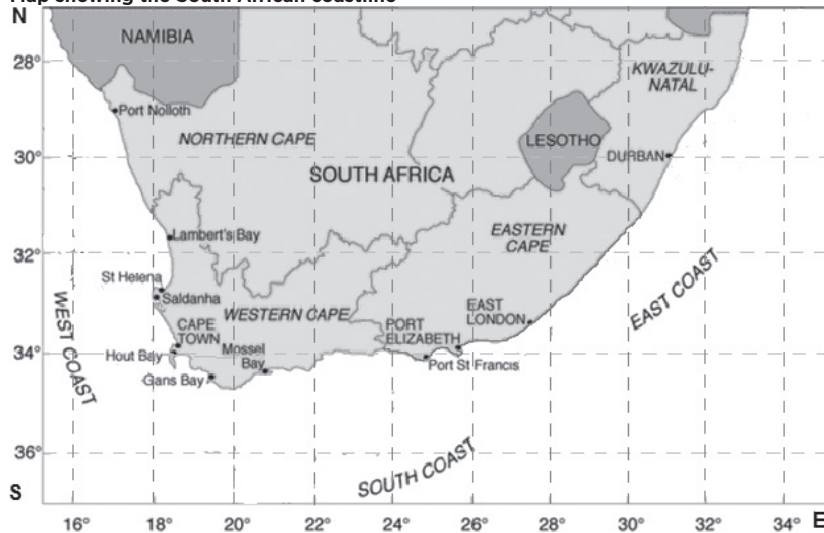 Map showing the South African coastline
N
NAMIBIA
28°
KWAZULU-
NATAL
Port Nolloth
NORTHERN CAPE
LESOTHO
30°
DURBAN
SOUTH AFRICA
EASTERN
CAPE
Lambert's Bay
32°
St Helena
Saldanha
WEST COAST
EAST COAST
WESTERN CAPE
EAST
LONDON
CAPE
TOWN
PORT
ELIZABETH
34°
Hout Bay
Mossel
Bay
Port St Francis
Gans Bay
36°
SOUTH COAST
S
16° 18° 20° 22° 24° 26° 28° 30° 32° 34° E